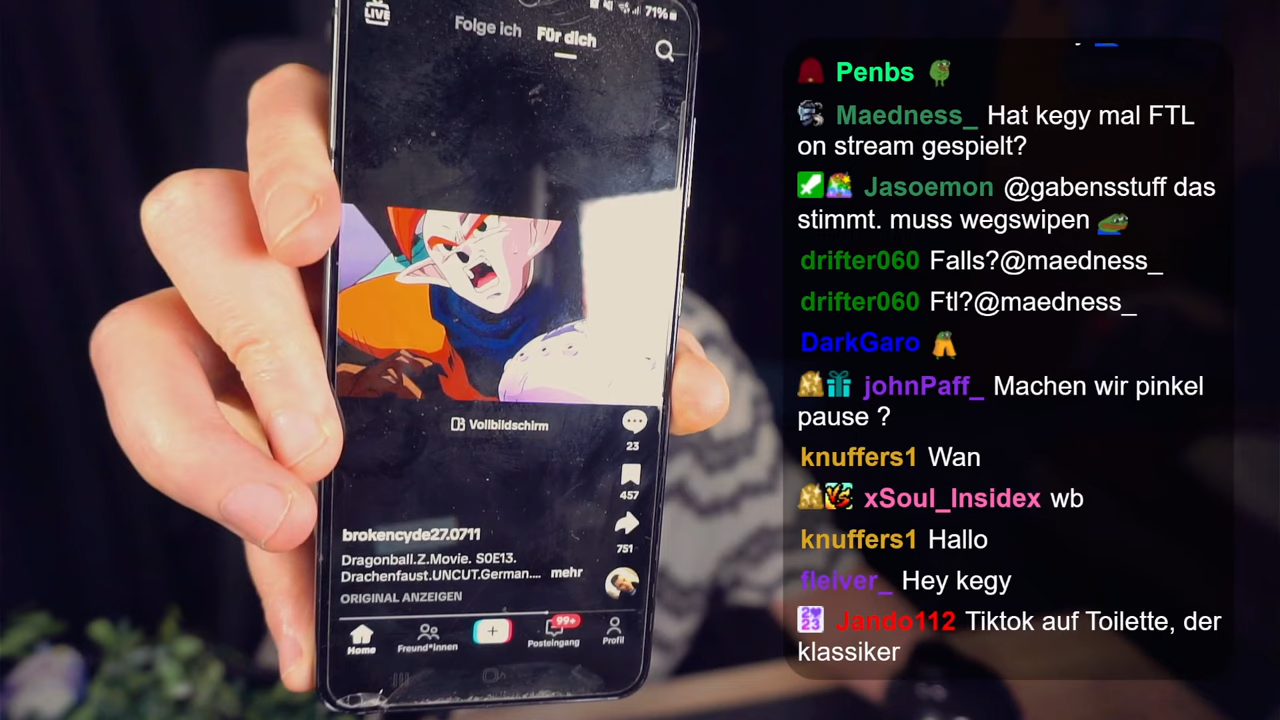 LIVE
Folge ich Für dich
71%
Vollbildschirm
23
457
751
brokencyde27.0711
Dragonball.Z.Movie. S0E13.
Drachenfaust.UNCUT.German.... mehr
ORIGINAL ANZEIGEN
Home
Freund*innen
99+
Posteingang
Profil
Penbs
Maedness_ Hat kegy mal FTL
on stream gespielt?
Jasoemon @gabensstuff das
stimmt. muss wegswipen
drifter060 Falls?@maedness_
drifter060 Ftl?@maedness_
DarkGaro
johnPaff_ Machen wir pinkel
pause ?
knuffers1 Wan
VS xSoul_Insidex wb
knuffers1 Hallo
fleiver_ Hey kegy
2023 Jando112 Tiktok auf Toilette, der
klassiker